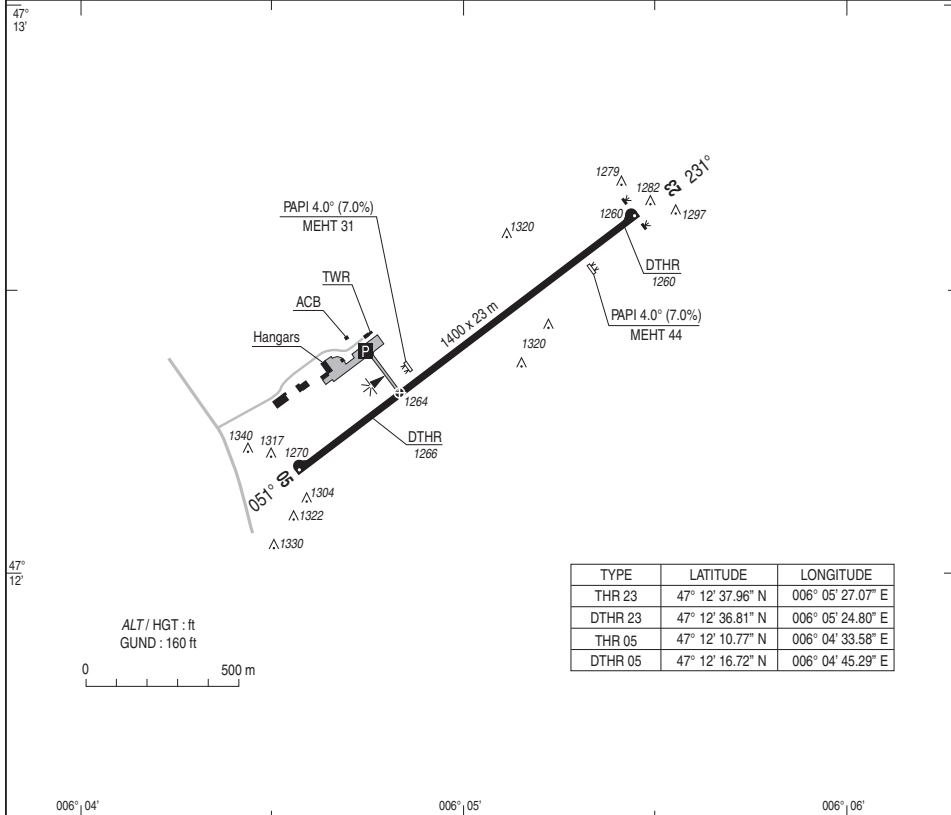 47°
13'
1279
1282
23 231°
1297
1260
PAPI 4.0° (7.0%)
MEHT 31
1320
DTHR
1260
TWR
ACB
1400 x 23 m
PAPI 4.0° (7.0%)
MEHT 44
Hangars
1320
P
1264
DTHR
1266
1340
1317
1270
051° 05
1304
1322
1330
47°
12'
TYPE LATITUDE LONGITUDE
THR 23 47° 12' 37.96" N 006° 05' 27.07" E
DTHR 23 47° 12' 36.81" N 006° 05' 24.80" E
THR 05 47° 12' 10.77" N 006° 04' 33.58" E
DTHR 05 47° 12' 16.72" N 006° 04' 45.29" E
ALT / HGT : ft
GUND : 160 ft
0 500 m
006° 04' 006° 05' 006° 06'